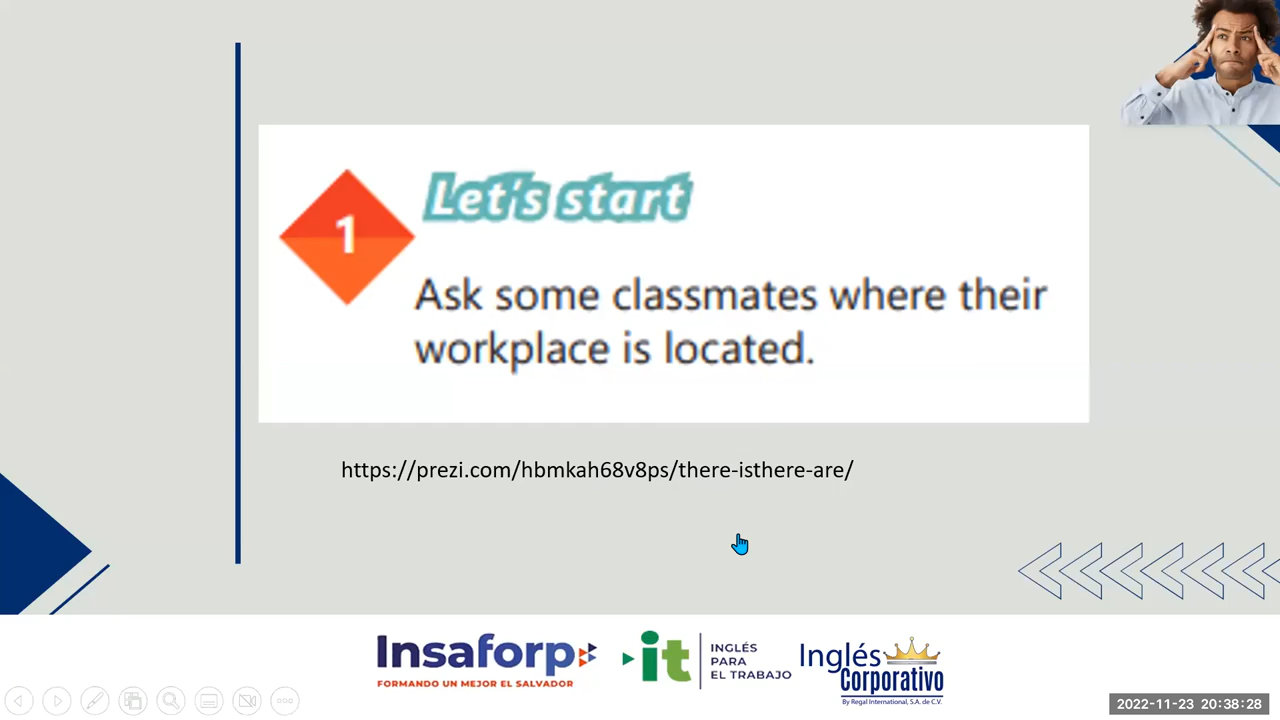 1
Let's start
Ask some classmates where their
workplace is located.
https://prezi.com/hbmkah68v8ps/there-isthere-are/
Insaforp
FORMANDO UN MEJOR EL SALVADOR
it
INGLÉS
PARA
EL TRABAJO
Inglés
Corporativo
By Regal International, S.A. de C.V.
2022-11-23 20:38:28